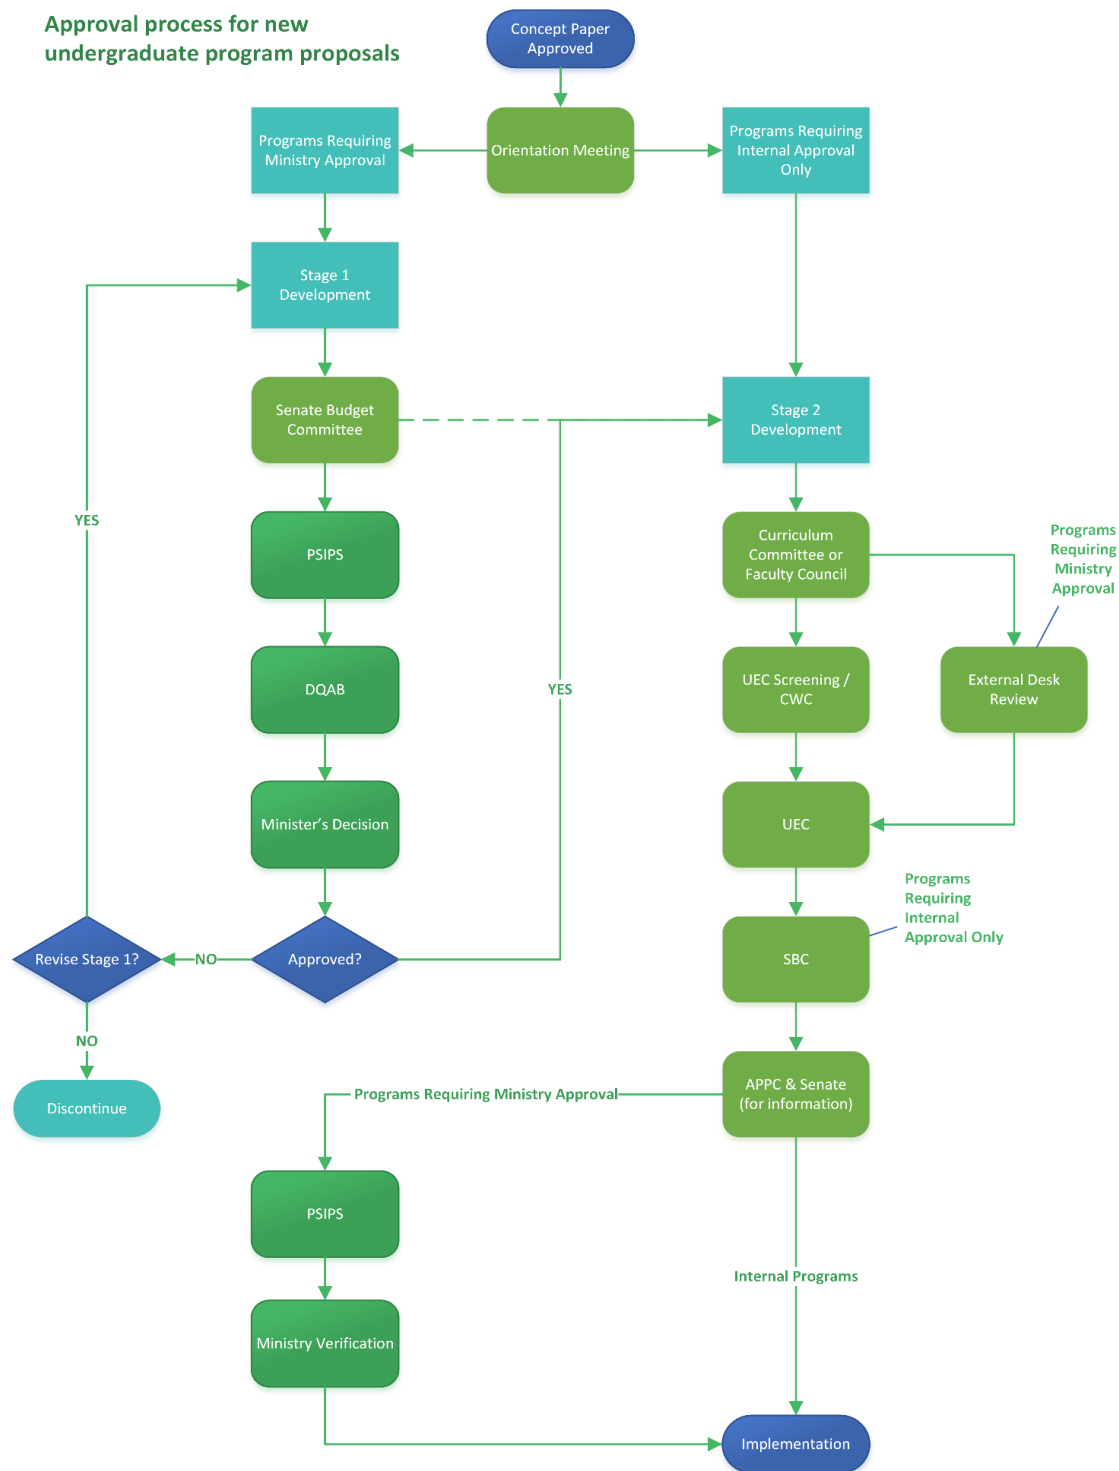 Approval process for new
undergraduate program proposals
Concept Paper
Approved
Programs Requiring
Ministry Approval
Orientation Meeting
Programs Requiring
Internal Approval
Only
Stage 1
Development
Senate Budget
Committee
Stage 2
Development
YES
PSIPS
Curriculum
Committee or
Faculty Council
Programs
Requiring
Ministry
Approval
DQAB
YES
UEC Screening /
CWC
External Desk
Review
Minister’s Decision
UEC
Programs
Requiring
Internal
Approval Only
Revise Stage 1?
NO
Approved?
SBC
NO
Discontinue
Programs Requiring Ministry Approval
APPC & Senate
(for information)
PSIPS
Internal Programs
Ministry Verification
Implementation